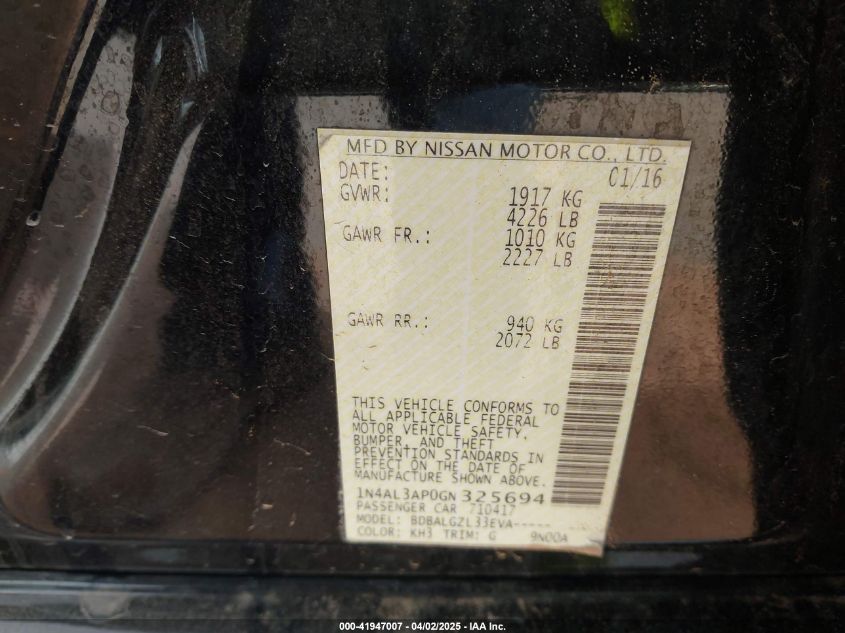 MFD BY NISSAN MOTOR CO., LTD.
DATE: 01/16
GVWR: 1917 KG
4226 LB
GAWR FR.: 1010 KG
2227 LB
GAWR RR.: 940 KG
2072 LB
THIS VEHICLE CONFORMS TO
ALL APPLICABLE FEDERAL
MOTOR VEHICLE SAFETY,
BUMPER, AND THEFT
PREVENTION STANDARDS IN
EFFECT ON THE DATE OF
MANUFACTURE SHOWN ABOVE.
1N4AL3AP0GN325694
PASSENGER CAR 710417
MODEL: BDBALGZL33EVA-----
COLOR: KH3 TRIM: G 9N00A
000-41947007 - 04/02/2025 - IAA Inc.